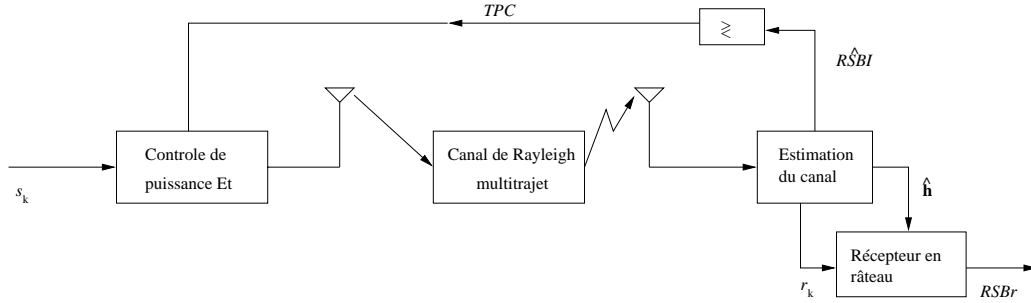 TPC
≷
RŜBI
Controle de
puissance Et
Canal de Rayleigh
multitrajet
Estimation
du canal
s_k
ĥ
Récepteur en
râteau
r_k
RSBr